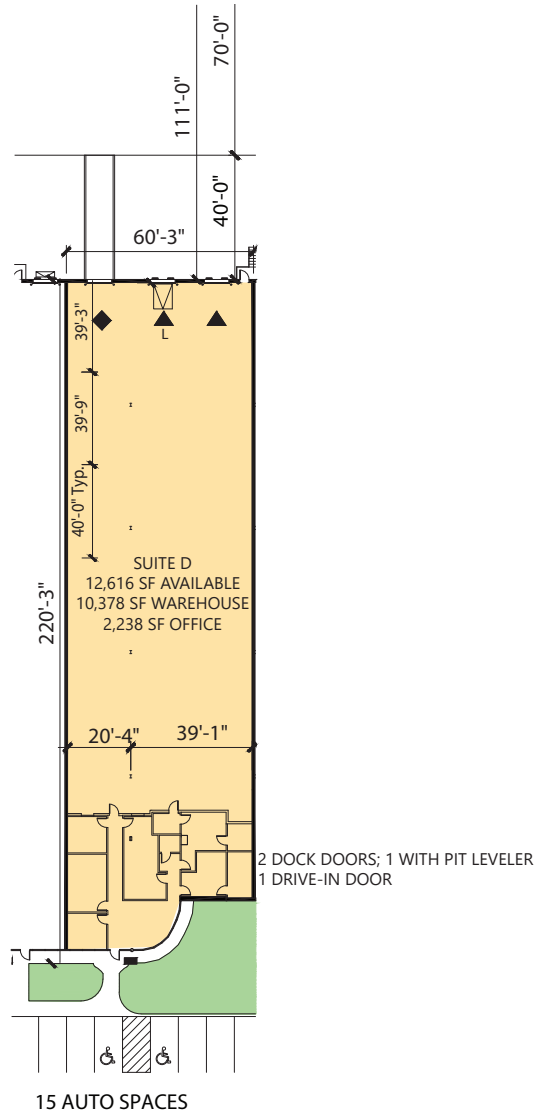 70'-0"
111'-0"
40'-0"
60'-3"
39'-3"
L
39'-9"
40'-0" Typ.
SUITE D
12,616 SF AVAILABLE
10,378 SF WAREHOUSE
2,238 SF OFFICE
220'-3"
20'-4"
39'-1"
2 DOCK DOORS; 1 WITH PIT LEVELER
1 DRIVE-IN DOOR
15 AUTO SPACES